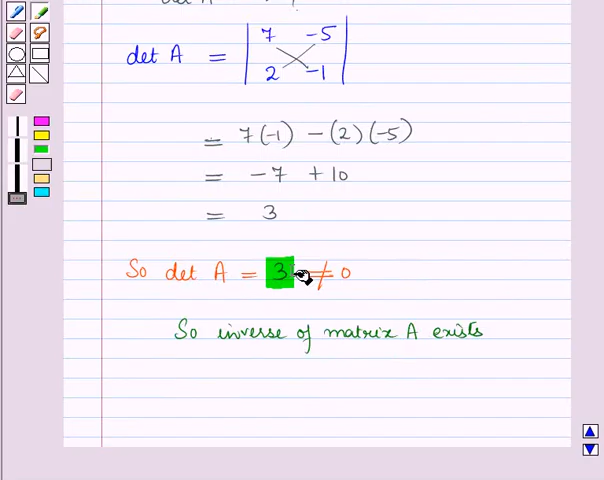 det A = | 7 -5 |
| 2 -1 |
= 7(-1) - (2)(-5)
= -7 + 10
= 3
So det A = 3 ≠ 0
So inverse of matrix A exists